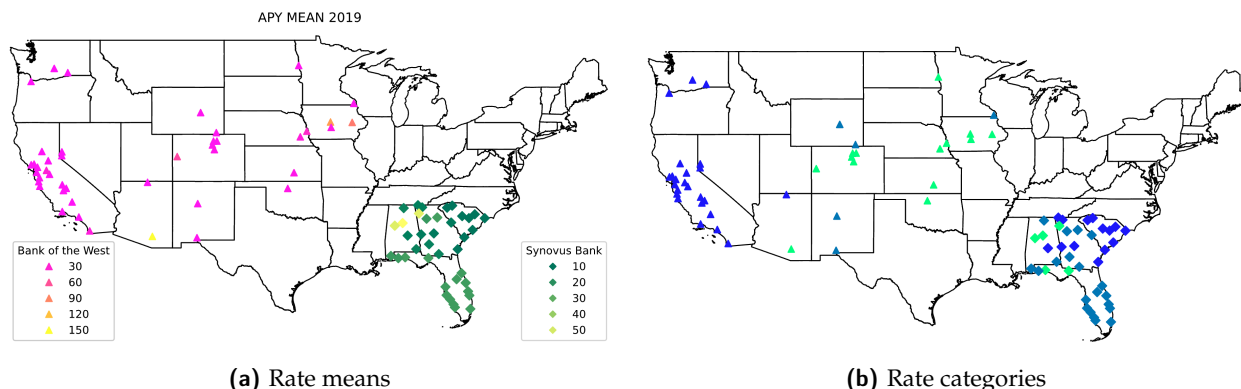 APY MEAN 2019
Bank of the West
30
60
90
120
150
Synovus Bank
10
20
30
40
50
(a) Rate means
(b) Rate categories